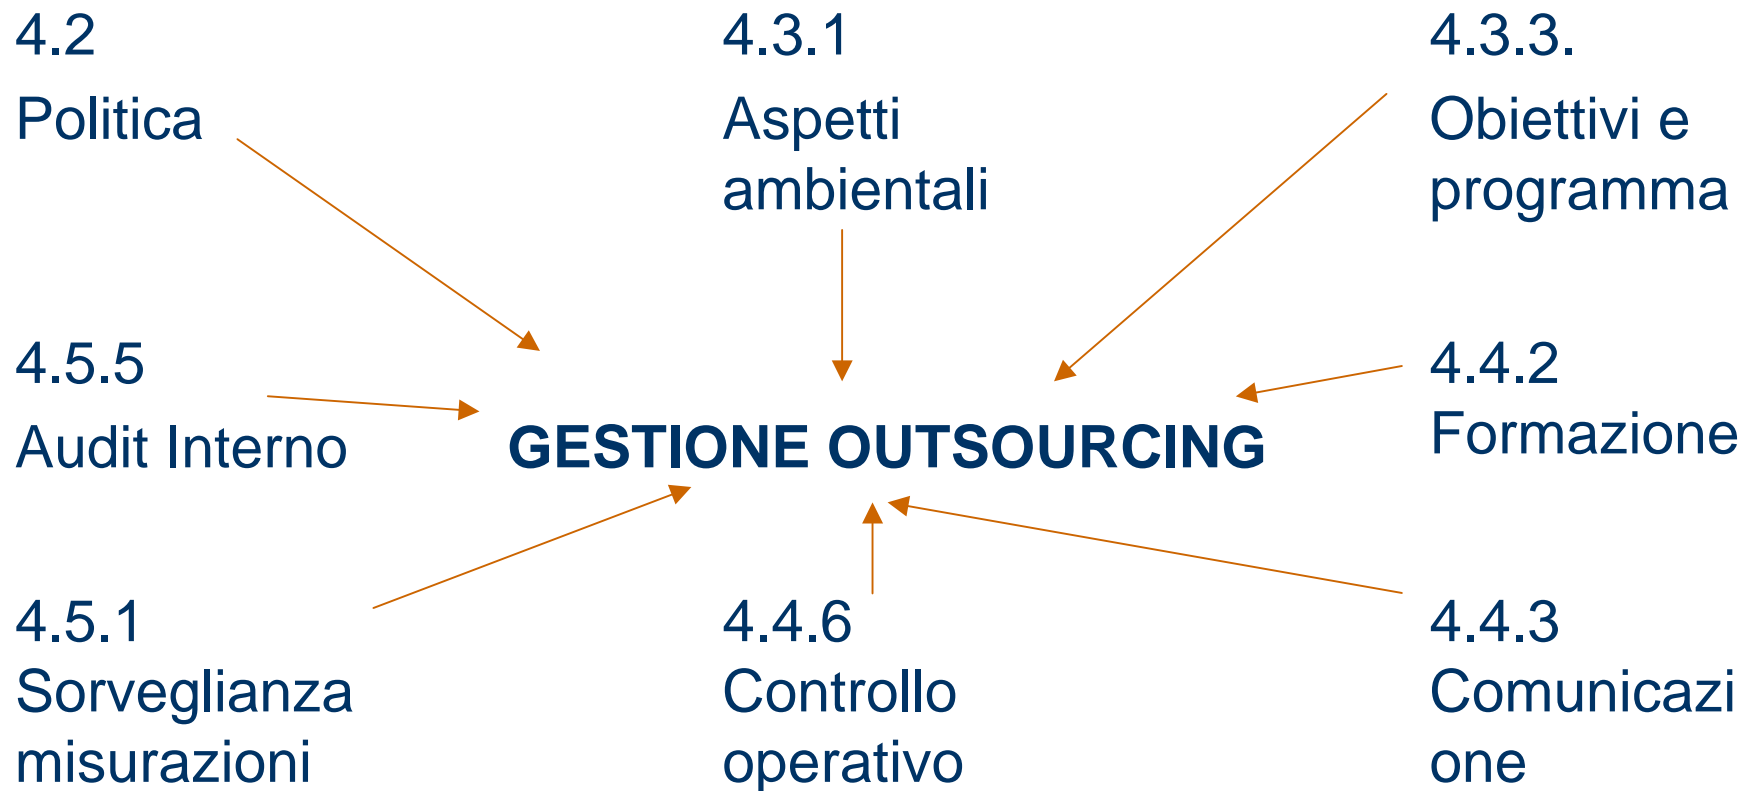 4.2
Politica
4.3.1
Aspetti
ambientali
4.3.3.
Obiettivi e
programma
4.5.5
Audit Interno
GESTIONE OUTSOURCING
4.4.2
Formazione
4.5.1
Sorveglianza
misurazioni
4.4.6
Controllo
operativo
4.4.3
Comunicazi
one